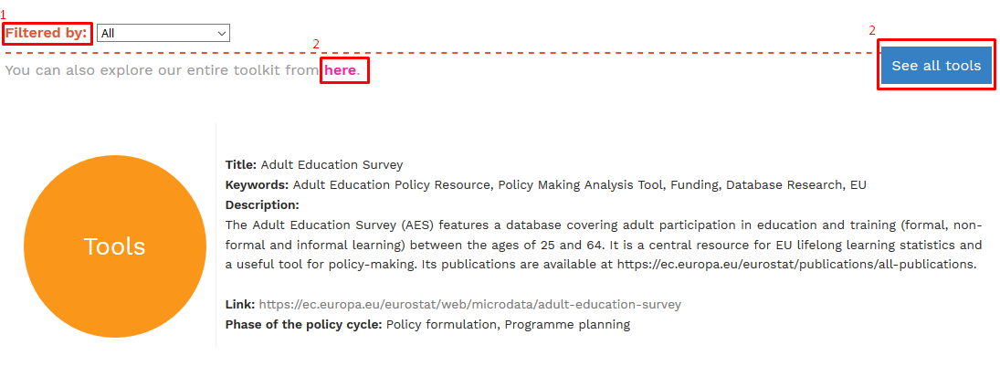 1
Filtered by: All
2
2
See all tools
You can also explore our entire toolkit from here.
Tools
Title: Adult Education Survey
Keywords: Adult Education Policy Resource, Policy Making Analysis Tool, Funding, Database Research, EU
Description:
The Adult Education Survey (AES) features a database covering adult participation in education and training (formal, non-
formal and informal learning) between the ages of 25 and 64. It is a central resource for EU lifelong learning statistics and
a useful tool for policy-making. Its publications are available at https://ec.europa.eu/eurostat/publications/all-publications.
Link: https://ec.europa.eu/eurostat/web/microdata/adult-education-survey
Phase of the policy cycle: Policy formulation, Programme planning